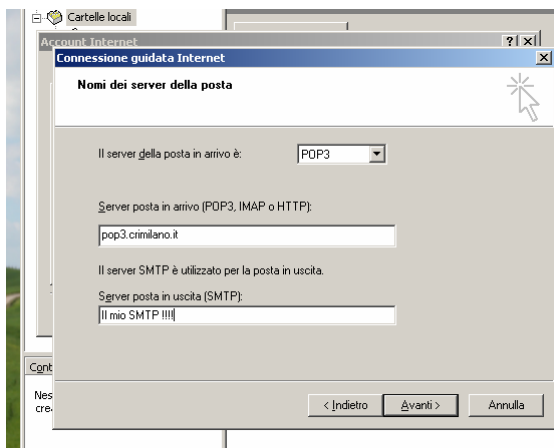 Cartelle locali
Account Internet
Connessione guidata Internet
Nomi dei server della posta
Il server della posta in arrivo è:
POP3
Server posta in arrivo (POP3, IMAP o HTTP):
pop3.crimilano.it
Il server SMTP è utilizzato per la posta in uscita.
Server posta in uscita (SMTP):
Il mio SMTP !!!!
Cont
Nes
cre
< Indietro
Avanti >
Annulla